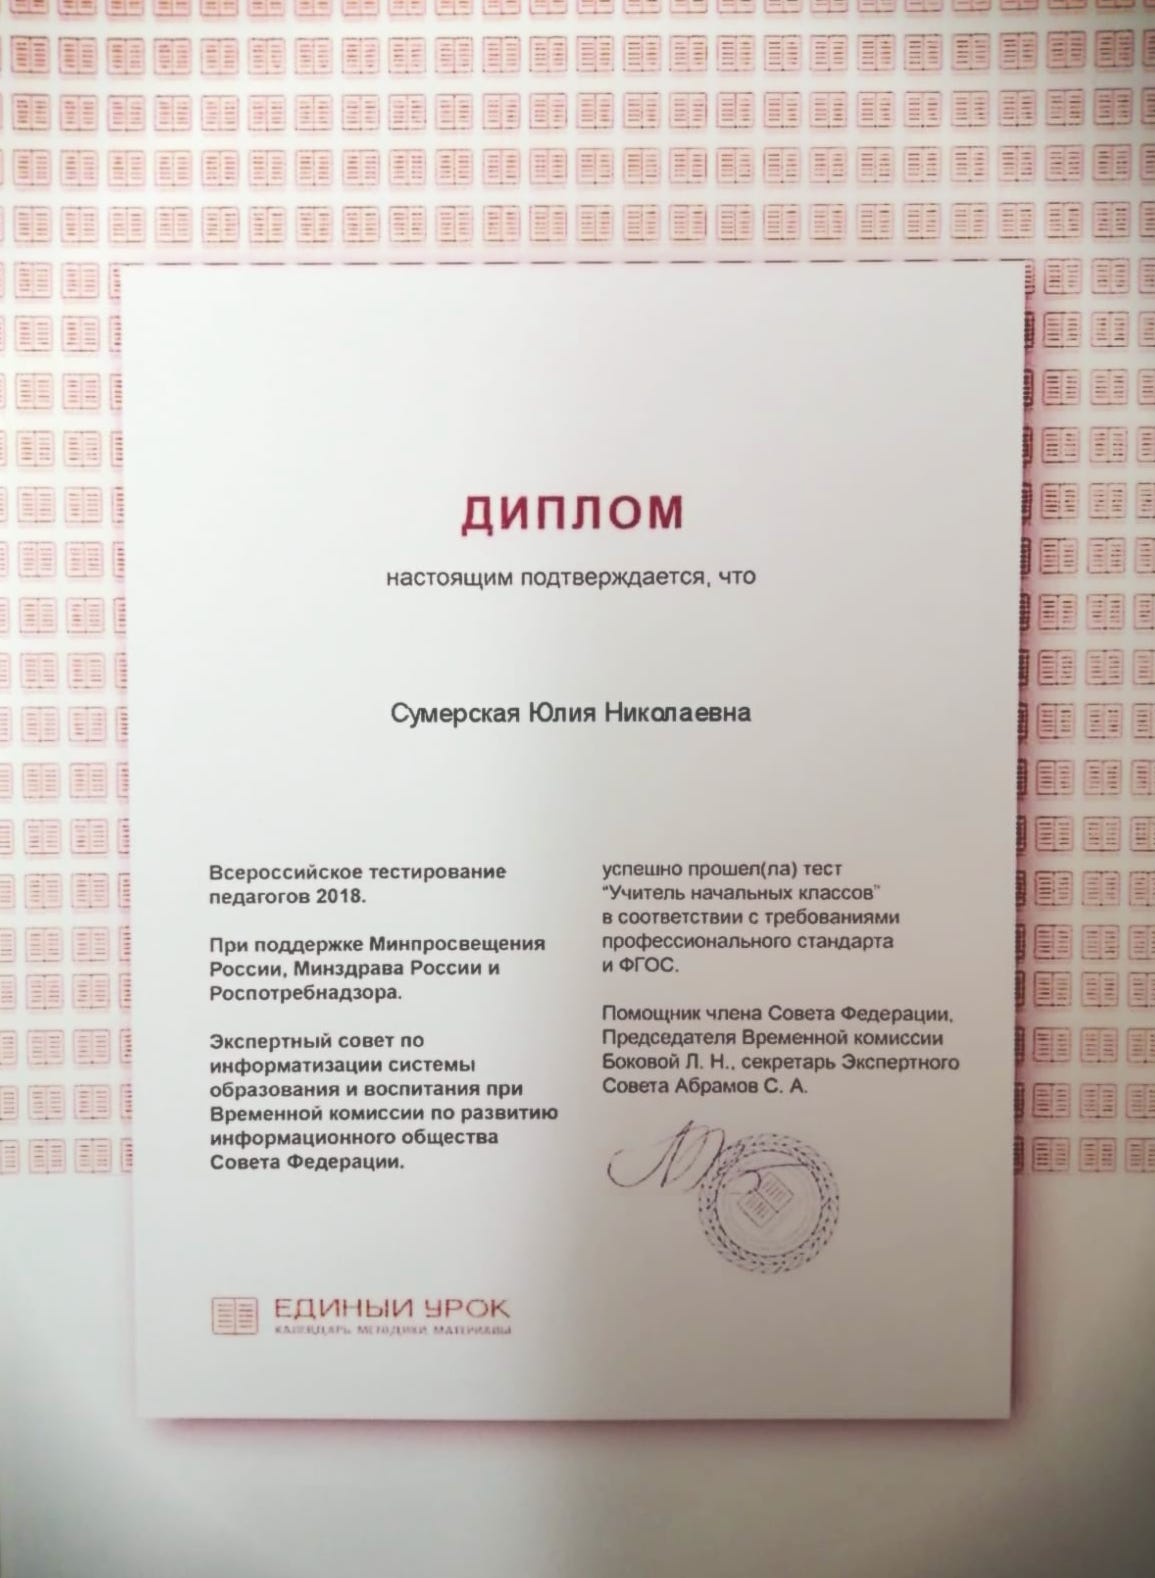 ДИПЛОМ
настоящим подтверждается, что
Сумерская Юлия Николаевна
Всероссийское тестирование
педагогов 2018.
При поддержке Минпросвещения
России, Минздрава России и
Роспотребнадзора.
Экспертный совет по
информатизации системы
образования и воспитания при
Временной комиссии по развитию
информационного общества
Совета Федерации.
успешно прошел(ла) тест
"Учитель начальных классов"
в соответствии с требованиями
профессионального стандарта
и ФГОС.
Помощник члена Совета Федерации,
Председателя Временной комиссии
Боковой Л. Н., секретарь Экспертного
Совета Абрамов С. А.
ЕДИНЫЙ УРОК
КАЛЕНДАРЬ МЕТОДИКИ МАТЕРИАЛЫ